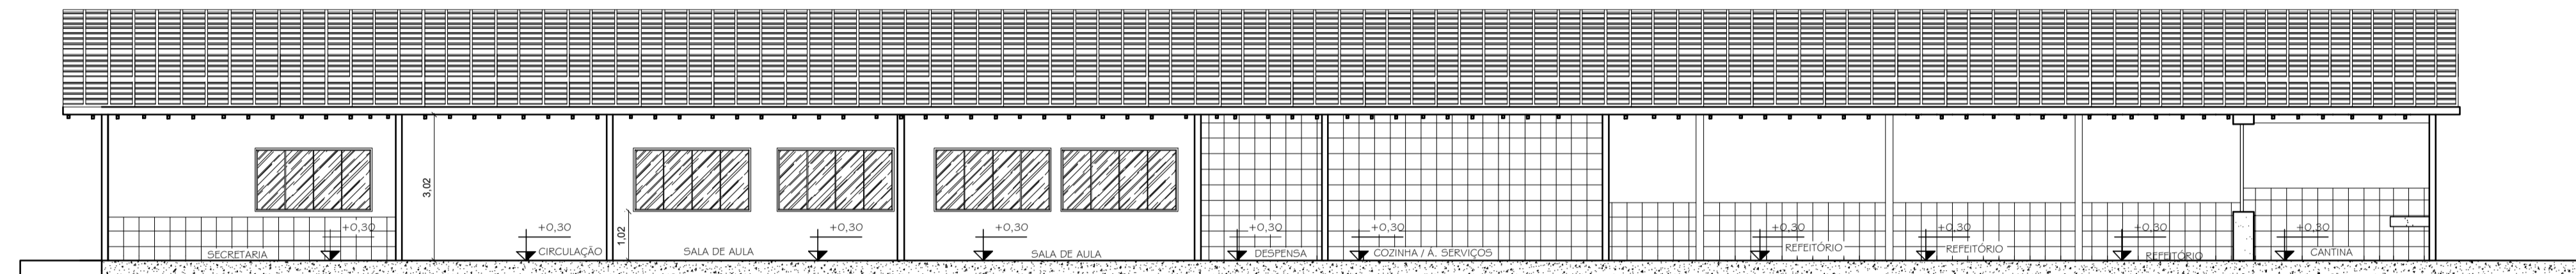 3,02
1,02
+0,30
SECRETARIA
+0,30
CIRCULAÇÃO
SALA DE AULA
+0,30
+0,30
SALA DE AULA
+0,30
DESPENSA
+0,30
COZINHA / Á. SERVIÇOS
+0,30
REFEITÓRIO
+0,30
REFEITÓRIO
+0,30
REFEITÓRIO
+0,30
CANTINA